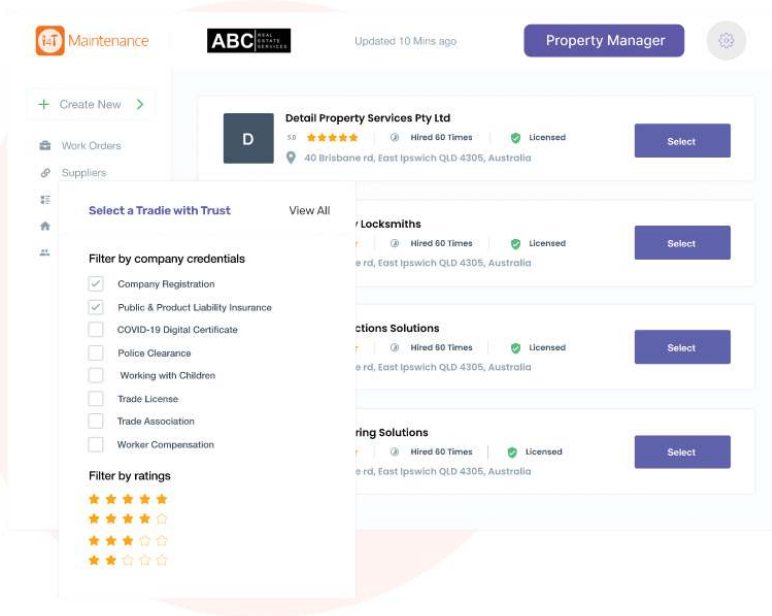 i4T Maintenance
ABC REAL ESTATE SERVICES
Updated 10 Mins ago
Property Manager
+ Create New >
Work Orders
Suppliers
Detail Property Services Pty Ltd
D
5.0
Hired 60 Times
Licensed
40 Brisbane rd, East Ipswich QLD 4305, Australia
Select
Select a Tradie with Trust
View All
Filter by company credentials
Company Registration
Public & Product Liability Insurance
COVID-19 Digital Certificate
Police Clearance
Working with Children
Trade License
Trade Association
Worker Compensation
Filter by ratings
Locksmiths
Hired 60 Times
Licensed
e rd, East Ipswich QLD 4305, Australia
Select
ctions Solutions
Hired 60 Times
Licensed
e rd, East Ipswich QLD 4305, Australia
Select
ring Solutions
Hired 60 Times
Licensed
e rd, East Ipswich QLD 4305, Australia
Select